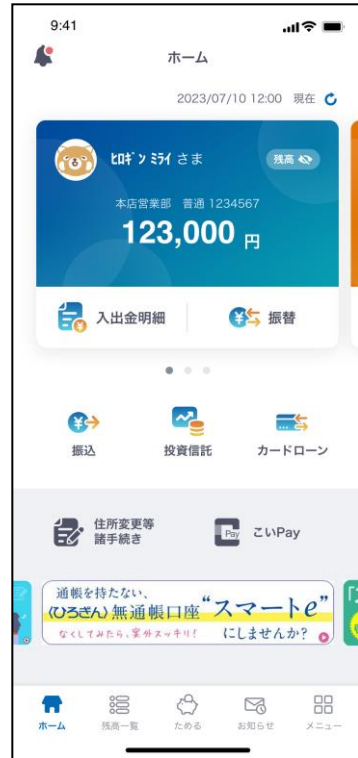 9:41
ホーム
2023/07/10 12:00 現在
ﾋﾛｷﾞﾝ ﾐﾗｲ さま
残高
本店営業部 普通 1234567
123,000 円
入出金明細
振替
振込
投資信託
カードローン
住所変更等
諸手続き
Pay
こいPay
通帳を持たない、
〈ひろぎん〉無通帳口座“スマートe”
なくしてみたら、案外スッキリ!
にしませんか?
ホーム
残高一覧
ためる
お知らせ
メニュー